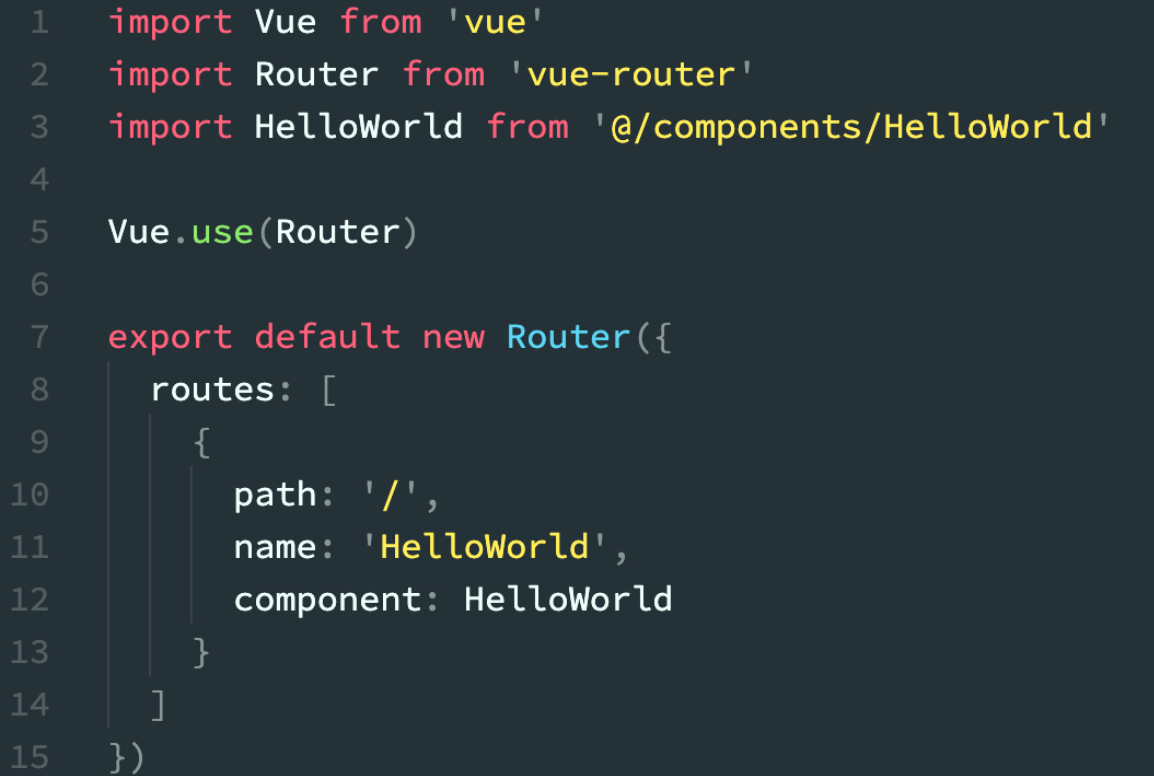 1 import Vue from 'vue'
2 import Router from 'vue-router'
3 import HelloWorld from '@/components/HelloWorld'
4
5 Vue.use(Router)
6
7 export default new Router({
8   routes: [
9     {
10       path: '/',
11       name: 'HelloWorld',
12       component: HelloWorld
13     }
14   ]
15 })